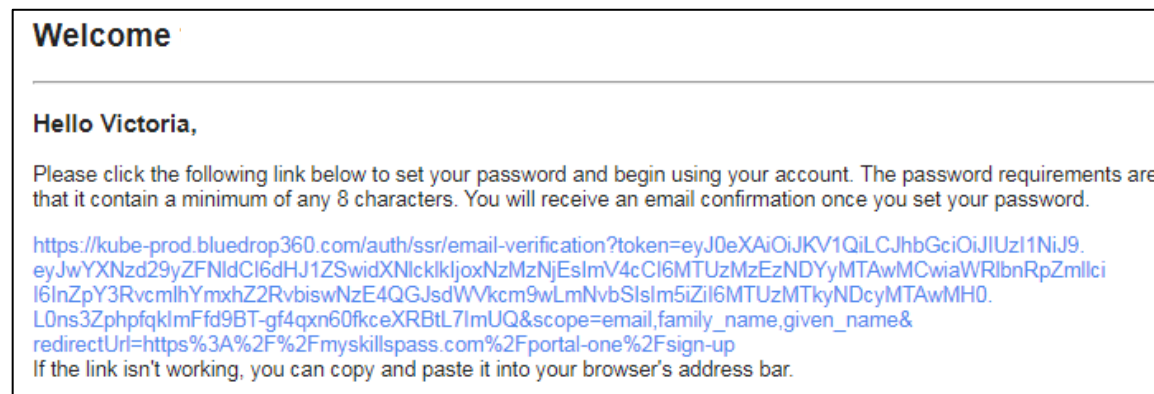 Welcome
Hello Victoria,
Please click the following link below to set your password and begin using your account. The password requirements are
that it contain a minimum of any 8 characters. You will receive an email confirmation once you set your password.
https://kube-prod.bluedrop360.com/auth/ssr/email-verification?token=eyJ0eXAiOiJKV1QiLCJhbGciOiJIUzI1NiJ9.
eyJwYXNzd29yZFNldCI6dHJ1ZSwidXNlcklkIjoxNzMzNjEsImV4cCI6MTUzMzEzNDYyMTAwMCwiaWRlbnRpZmllci
I6InZpY3RvcmlhYmxhZ2RvbiswNzE4QGJsdWVkcm9wLmNvbSIsIm5iZiI6MTUzMTkyNDcyMTAwMH0.
L0ns3ZphpfqkImFfd9BT-gf4qxn60fkceXRBtL7ImUQ&scope=email,family_name,given_name&
redirectUrl=https%3A%2F%2Fmyskillspass.com%2Fportal-one%2Fsign-up
If the link isn't working, you can copy and paste it into your browser's address bar.